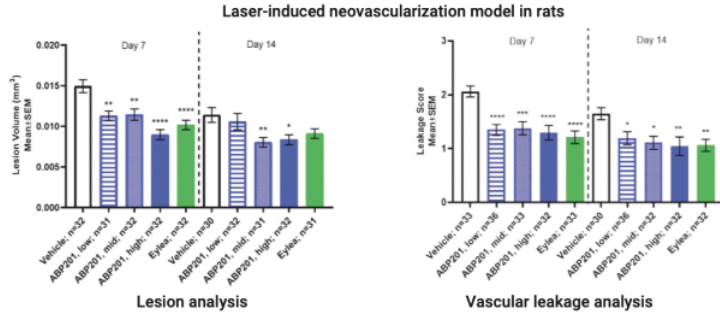 Laser-induced neovascularization model in rats
Lesion Volume (mm³)
Mean±SEM
0.020
0.015
0.010
0.005
0.000
Day 7
Day 14
**
**
****
****
**
*
Vehicle; n=32
ABP201, low; n=31
ABP201, mid; n=32
ABP201, high; n=32
Eylea; n=32
Vehicle; n=30
ABP201, low; n=32
ABP201, mid; n=31
ABP201, high; n=32
Eylea; n=31
Lesion analysis
Leakage Score
Mean±SEM
3
2
1
0
Day 7
Day 14
****
***
****
****
*
*
**
**
Vehicle; n=33
ABP201, low; n=36
ABP201, mid; n=33
ABP201, high; n=32
Eylea; n=33
Vehicle; n=30
ABP201, low; n=36
ABP201, mid; n=32
ABP201, high; n=32
Eylea; n=32
Vascular leakage analysis